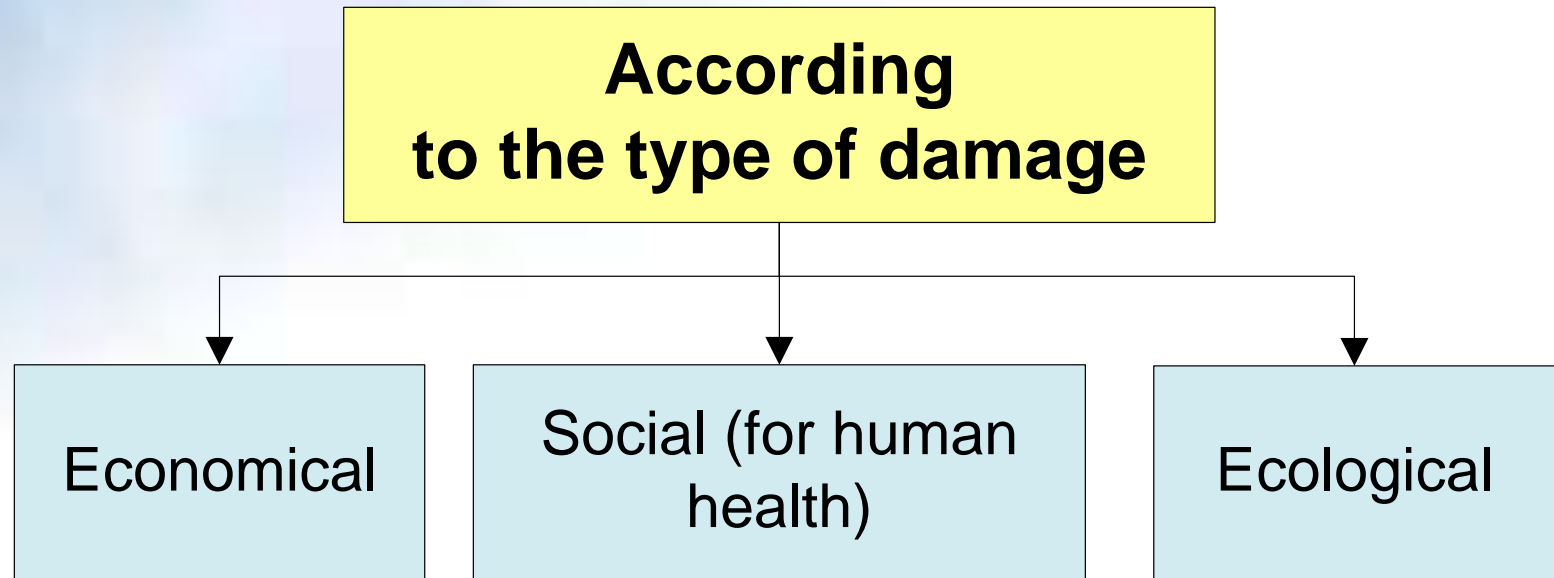 According
to the type of damage
Economical
Social (for human
health)
Ecological